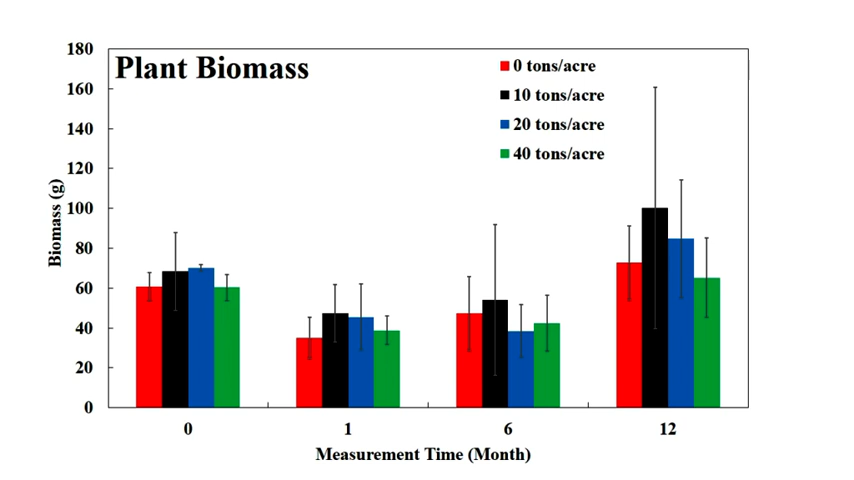 Plant Biomass
0 tons/acre
10 tons/acre
20 tons/acre
40 tons/acre
Biomass (g)
180
160
140
120
100
80
60
40
20
0
0 1 6 12
Measurement Time (Month)